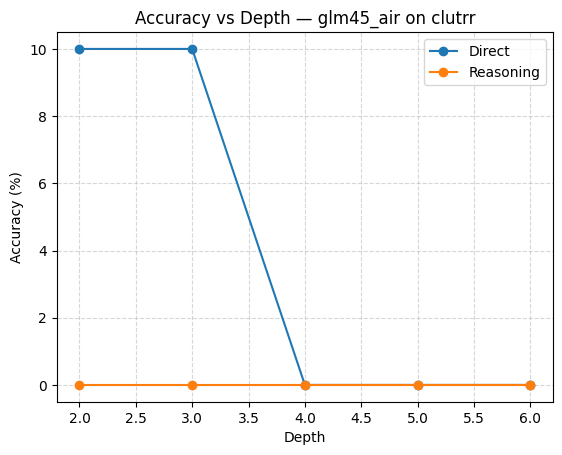 Accuracy vs Depth — glm45_air on clutrr
Direct
Reasoning
Accuracy (%)
10
8
6
4
2
0
2.0 2.5 3.0 3.5 4.0 4.5 5.0 5.5 6.0
Depth